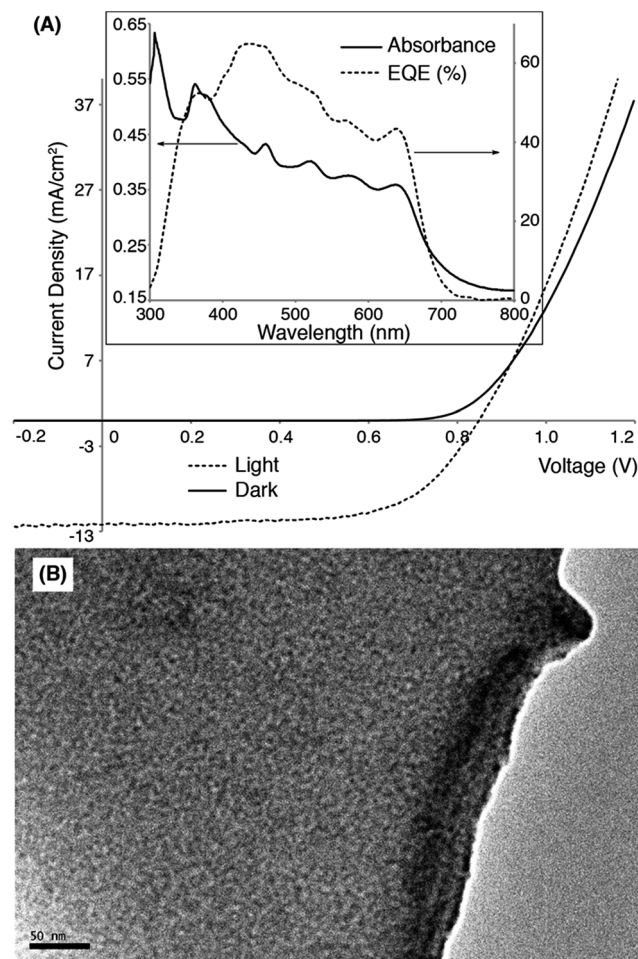 (A)
0.65
0.55
0.45
0.35
0.25
0.15
60
40
20
0
Absorbance
EQE (%)
300 400 500 600 700 800
Wavelength (nm)
Current Density (mA/cm²)
37
27
17
7
-3
-13
-0.2 0 0.2 0.4 0.6 0.8 1.0 1.2
Voltage (V)
Light
Dark
(B)
50 nm